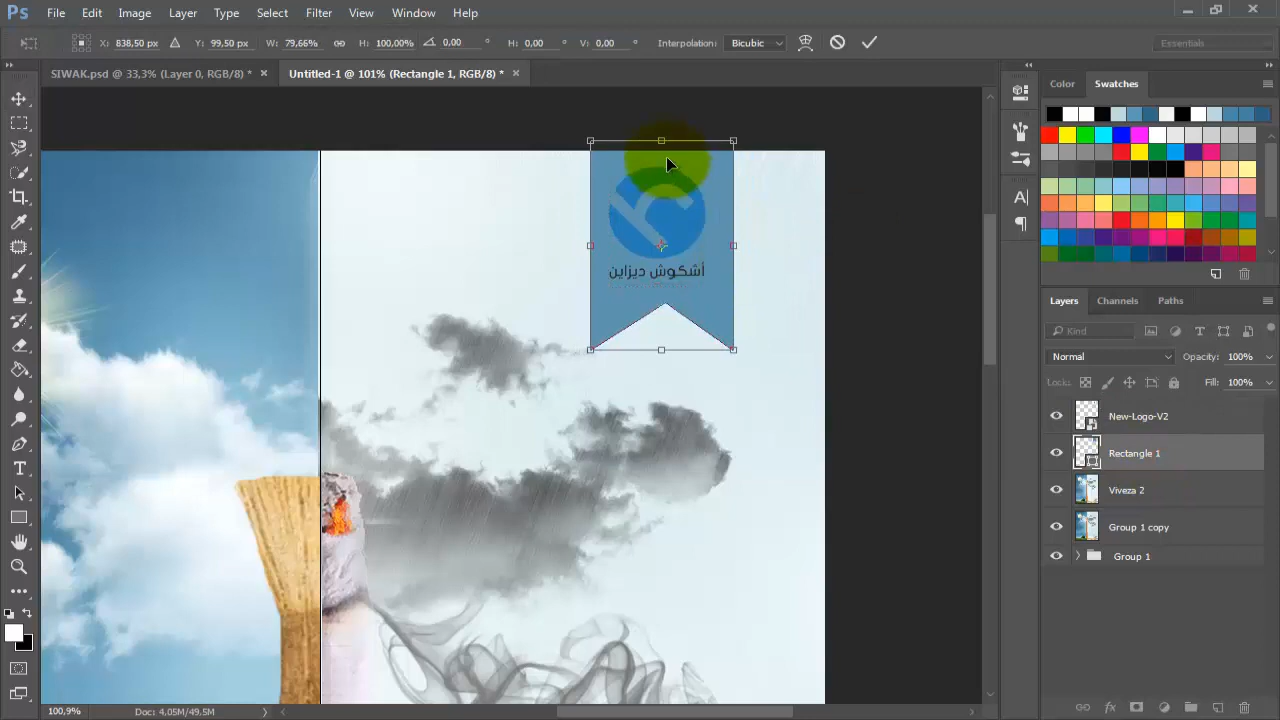 Ps File Edit Image Layer Type Select Filter View Window Help
X: 838,50 px Y: 99,50 px W: 79,66% H: 100,00% 0,00 ° H: 0,00 ° V: 0,00 ° Interpolation: Bicubic Essentials
SIWAK.psd @ 33,3% (Layer 0, RGB/8) * × Untitled-1 @ 101% (Rectangle 1, RGB/8) * ×
Color Swatches
أشكوش ديزاين
Layers Channels Paths
Kind
Normal Opacity: 100%
Locks: Fill: 100%
New-Logo-V2
Rectangle 1
Viveza 2
Group 1 copy
Group 1
100,9% Doc: 4,05M/49,5M